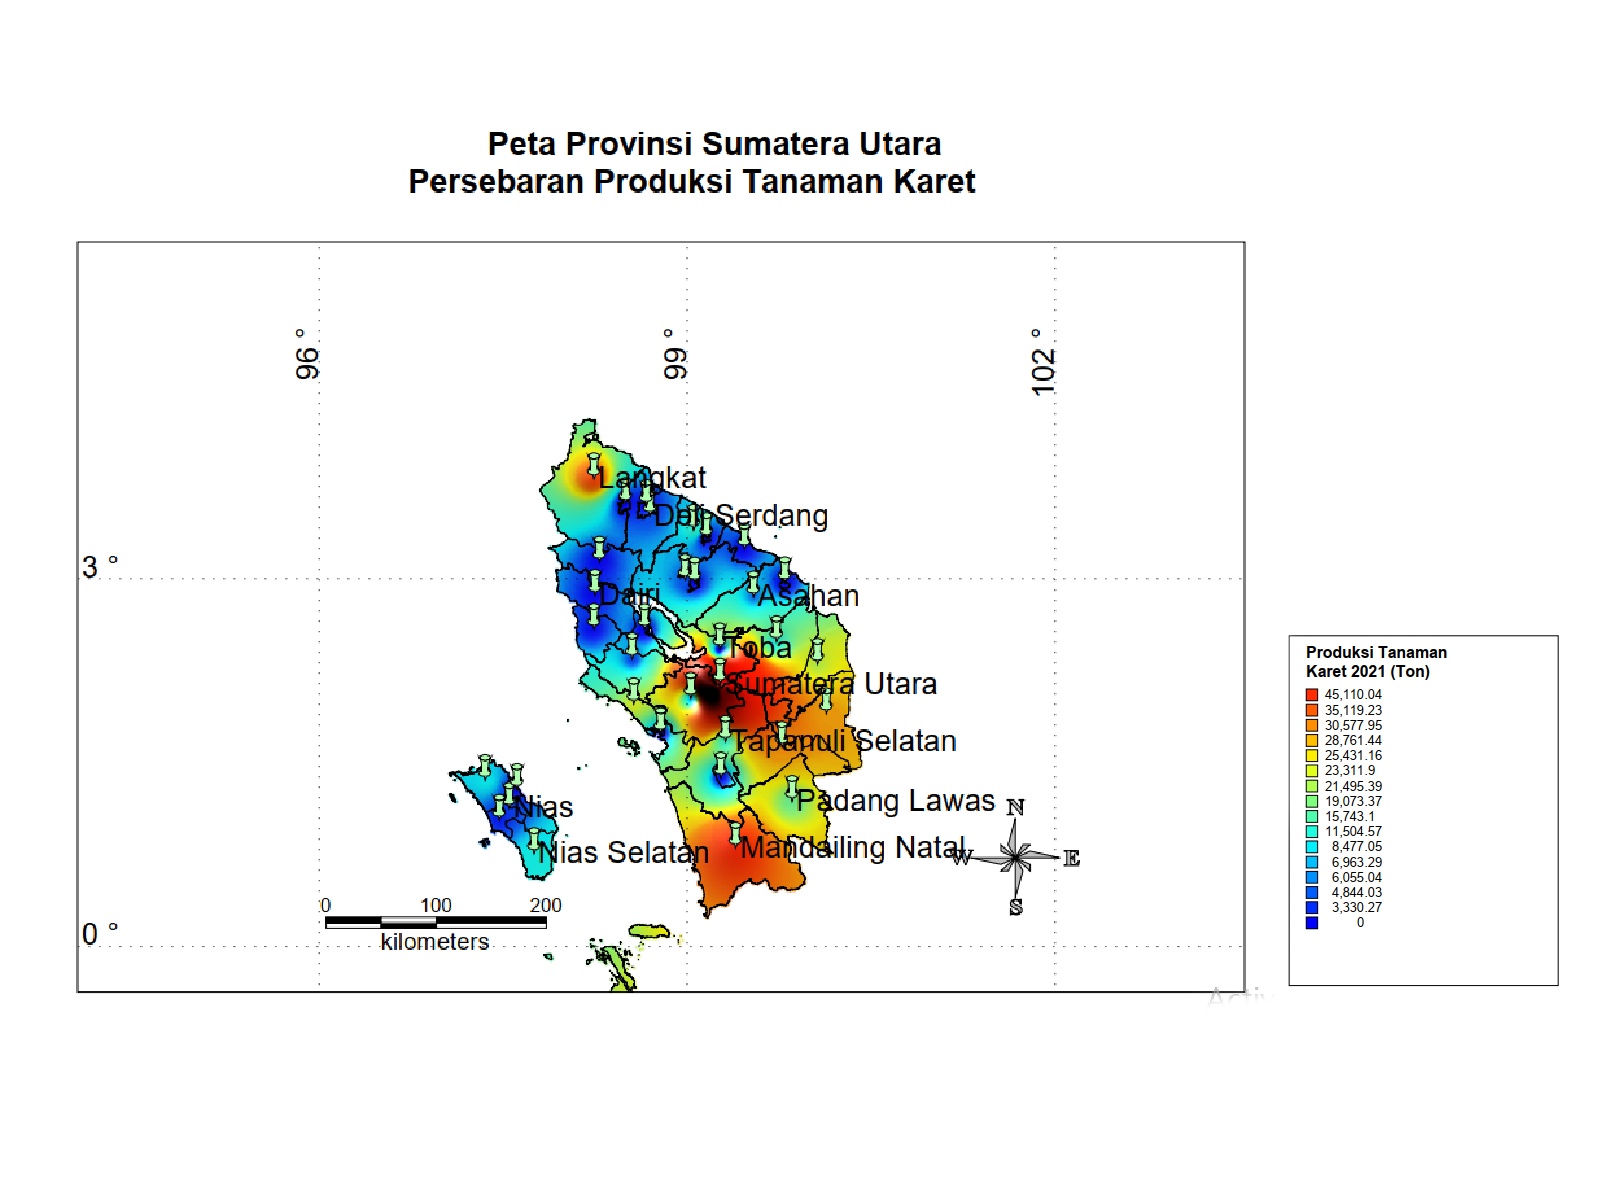 Peta Provinsi Sumatera Utara
Persebaran Produksi Tanaman Karet
96 °
99 °
102 °
3 °
0 °
Langkat
Deli Serdang
Dairi
Asahan
Toba
Sumatera Utara
Tapanuli Selatan
Padang Lawas
Nias
Nias Selatan
Mandailing Natal
N
W
E
S
0 100 200
kilometers
Produksi Tanaman
Karet 2021 (Ton)
45,110.04
35,119.23
30,577.95
28,761.44
25,431.16
23,311.9
21,495.39
19,073.37
15,743.1
11,504.57
8,477.05
6,963.29
6,055.04
4,844.03
3,330.27
0